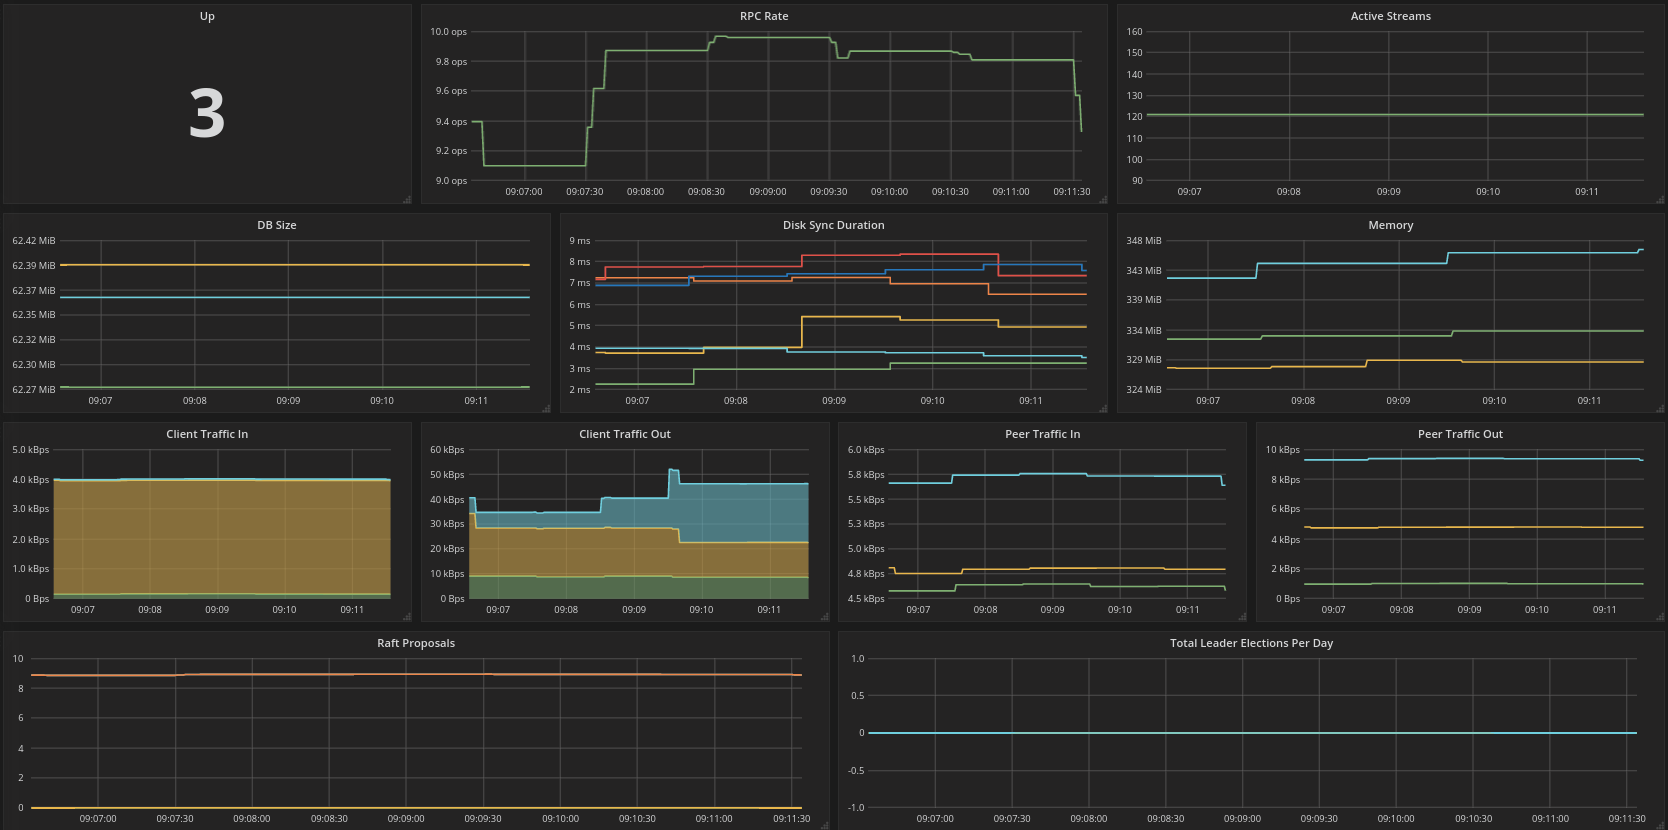 Up
3
RPC Rate
10.0 ops
9.8 ops
9.6 ops
9.4 ops
9.2 ops
9.0 ops
09:07:00 09:07:30 09:08:00 09:08:30 09:09:00 09:09:30 09:10:00 09:10:30 09:11:00 09:11:30
Active Streams
160
150
140
130
120
110
100
90
09:07 09:08 09:09 09:10 09:11
DB Size
62.42 MiB
62.39 MiB
62.37 MiB
62.35 MiB
62.32 MiB
62.30 MiB
62.27 MiB
09:07 09:08 09:09 09:10 09:11
Disk Sync Duration
9 ms
8 ms
7 ms
6 ms
5 ms
4 ms
3 ms
2 ms
09:07 09:08 09:09 09:10 09:11
Memory
348 MiB
343 MiB
339 MiB
334 MiB
329 MiB
324 MiB
09:07 09:08 09:09 09:10 09:11
Client Traffic In
5.0 kBps
4.0 kBps
3.0 kBps
2.0 kBps
1.0 kBps
0 Bps
09:07 09:08 09:09 09:10 09:11
Client Traffic Out
60 kBps
50 kBps
40 kBps
30 kBps
20 kBps
10 kBps
0 Bps
09:07 09:08 09:09 09:10 09:11
Peer Traffic In
6.0 kBps
5.8 kBps
5.5 kBps
5.3 kBps
5.0 kBps
4.8 kBps
4.5 kBps
09:07 09:08 09:09 09:10 09:11
Peer Traffic Out
10 kBps
8 kBps
6 kBps
4 kBps
2 kBps
0 Bps
09:07 09:08 09:09 09:10 09:11
Raft Proposals
10
8
6
4
2
0
09:07:00 09:07:30 09:08:00 09:08:30 09:09:00 09:09:30 09:10:00 09:10:30 09:11:00 09:11:30
Total Leader Elections Per Day
1.0
0.5
0
-0.5
-1.0
09:07:00 09:07:30 09:08:00 09:08:30 09:09:00 09:09:30 09:10:00 09:10:30 09:11:00 09:11:30